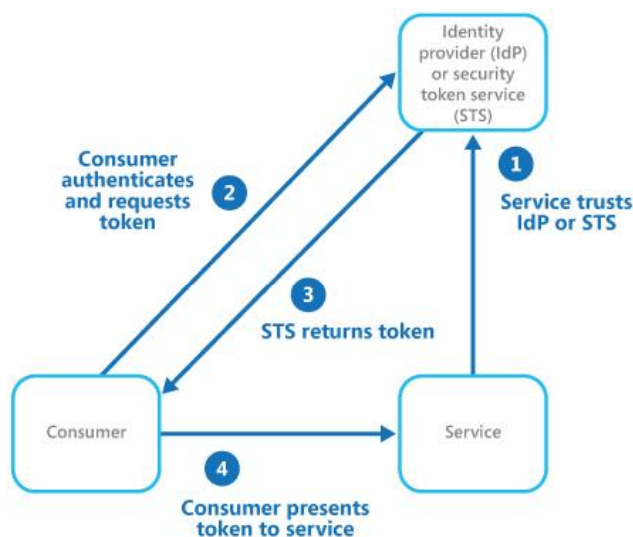 Identity
provider (IdP)
or security
token service
(STS)
1
Service trusts
IdP or STS
Consumer
authenticates
and requests
token
2
3
STS returns token
Consumer
Service
4
Consumer presents
token to service